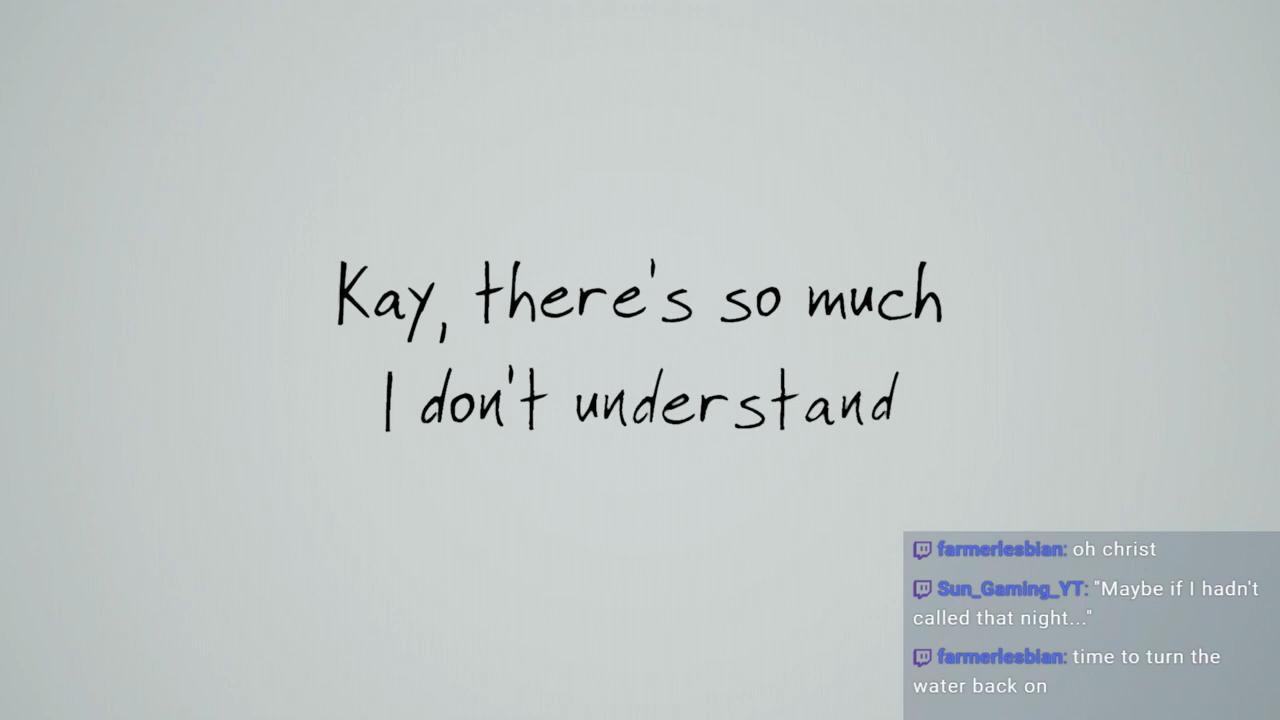 Kay, there's so much
I don't understand
farmerlesbian: oh christ
Sun_Gaming_YT: "Maybe if I hadn't
called that night..."
farmerlesbian: time to turn the
water back on